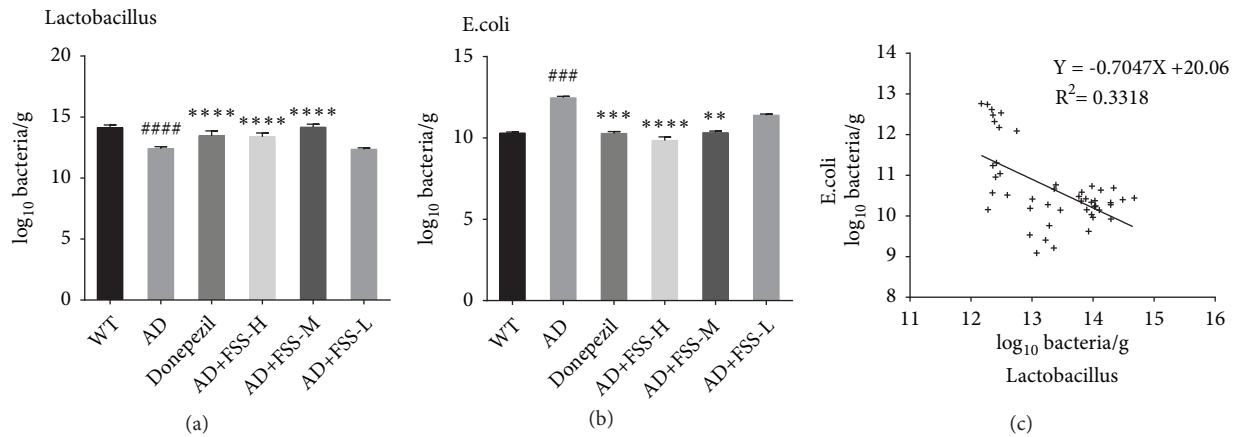 Lactobacillus
20
15
10
5
0
log10 bacteria/g
####
****
****
****
WT
AD
Donepezil
AD+FSS-H
AD+FSS-M
AD+FSS-L
(a)
E.coli
15
10
5
0
log10 bacteria/g
###
***
****
**
WT
AD
Donepezil
AD+FSS-H
AD+FSS-M
AD+FSS-L
(b)
14
13
12
11
10
9
8
E.coli
log10 bacteria/g
Y = -0.7047X +20.06
R2= 0.3318
11 12 13 14 15 16
log10 bacteria/g
Lactobacillus
(c)